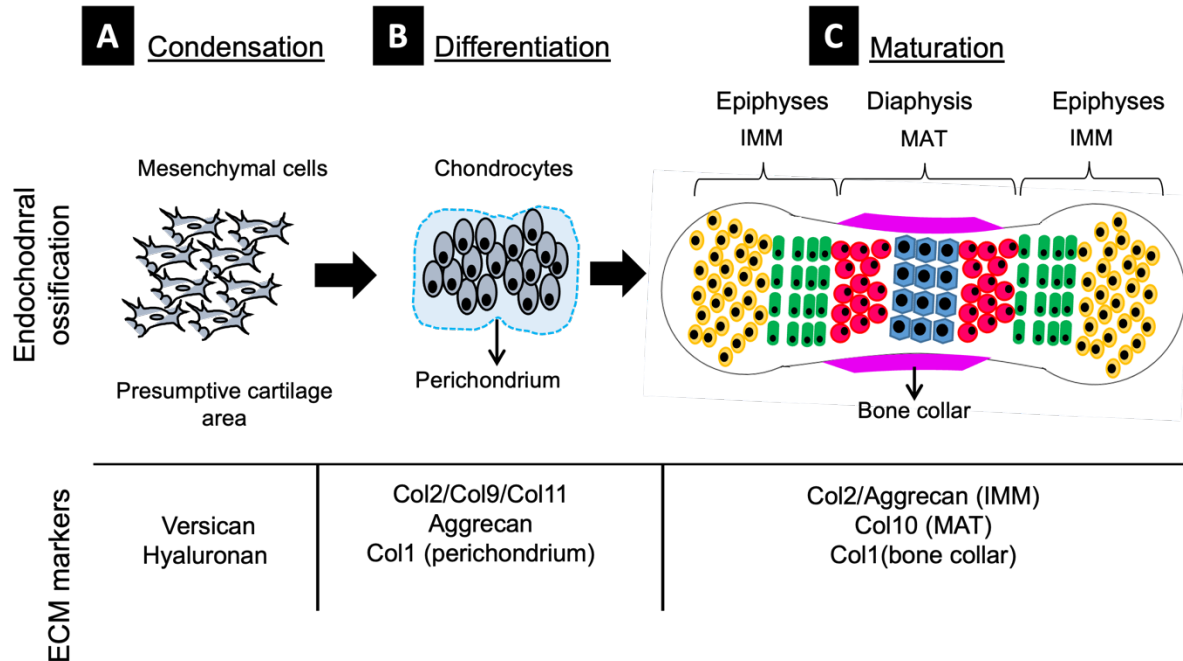 A Condensation
B Differentiation
C Maturation
Epiphyses
IMM
Diaphysis
MAT
Epiphyses
IMM
Endochodnral
ossification
Mesenchymal cells
Presumptive cartilage
area
Chondrocytes
Perichondrium
Bone collar
ECM markers
Versican
Hyaluronan
Col2/Col9/Col11
Aggrecan
Col1 (perichondrium)
Col2/Aggrecan (IMM)
Col10 (MAT)
Col1(bone collar)